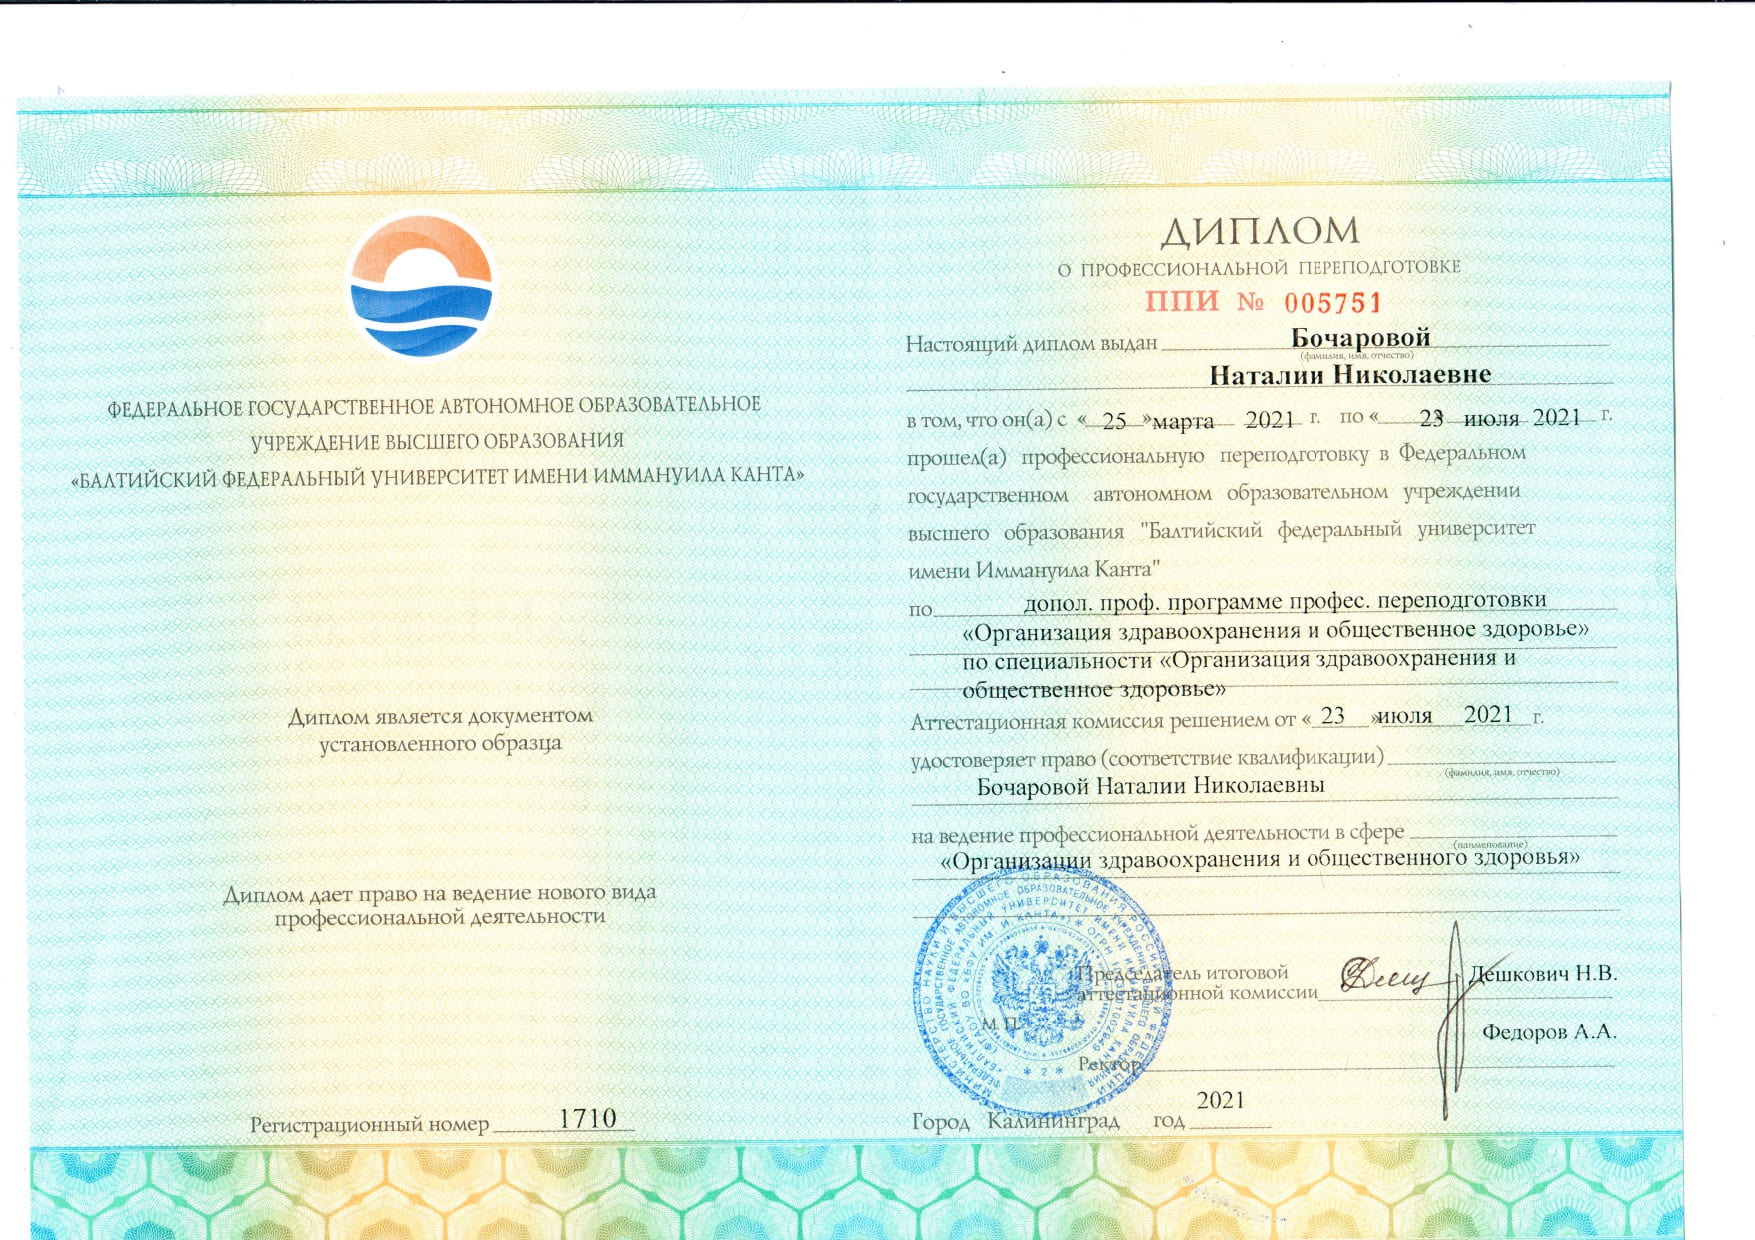 ФЕДЕРАЛЬНОЕ ГОСУДАРСТВЕННОЕ АВТОНОМНОЕ ОБРАЗОВАТЕЛЬНОЕ
УЧРЕЖДЕНИЕ ВЫСШЕГО ОБРАЗОВАНИЯ
«БАЛТИЙСКИЙ ФЕДЕРАЛЬНЫЙ УНИВЕРСИТЕТ ИМЕНИ ИММАНУИЛА КАНТА»
Диплом является документом
установленного образца
Диплом дает право на ведение нового вида
профессиональной деятельности
Регистрационный номер 1710
ДИПЛОМ
О ПРОФЕССИОНАЛЬНОЙ ПЕРЕПОДГОТОВКЕ
ППИ № 005751
Настоящий диплом выдан Бочаровой
(фамилия, имя, отчество)
Наталии Николаевне
в том, что он(а) с « 25 »марта 2021 г. по « 23 июля 2021 г.
прошел(а) профессиональную переподготовку в Федеральном
государственном автономном образовательном учреждении
высшего образования "Балтийский федеральный университет
имени Иммануила Канта"
по допол. проф. программе профес. переподготовки
«Организация здравоохранения и общественное здоровье»
по специальности «Организация здравоохранения и
общественное здоровье»
Аттестационная комиссия решением от « 23 »июля 2021 г.
удостоверяет право (соответствие квалификации)
(фамилия, имя, отчество)
Бочаровой Наталии Николаевны
на ведение профессиональной деятельности в сфере
(наименование)
«Организации здравоохранения и общественного здоровья»
Председатель итоговой
аттестационной комиссии Дешкович Н.В.
М. П.
Федоров А.А.
Ректор
2021
Город Калининград год